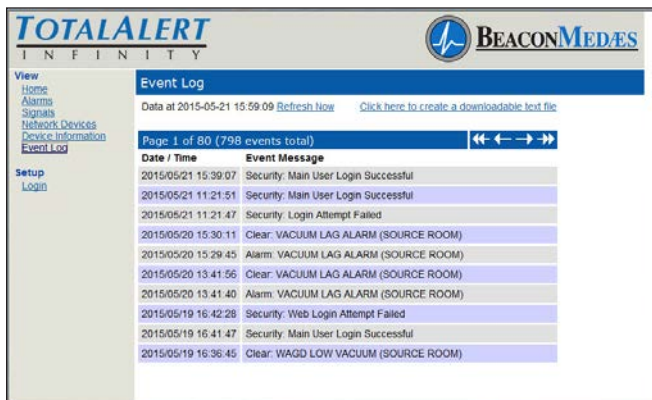 TOTALALERT
INFINITY
BEACONMEDÆS
View
Home
Alarms
Signals
Network Devices
Device Information
Event Log
Setup
Login
Event Log
Data at 2015-05-21 15:59:09 Refresh Now Click here to create a downloadable text file
Page 1 of 80 (798 events total)
Date / Time Event Message
2015/05/21 15:39:07 Security: Main User Login Successful
2015/05/21 11:21:51 Security: Main User Login Successful
2015/05/21 11:21:47 Security: Login Attempt Failed
2015/05/20 15:30:11 Clear: VACUUM LAG ALARM (SOURCE ROOM)
2015/05/20 15:29:45 Alarm: VACUUM LAG ALARM (SOURCE ROOM)
2015/05/20 13:41:56 Clear: VACUUM LAG ALARM (SOURCE ROOM)
2015/05/20 13:41:40 Alarm: VACUUM LAG ALARM (SOURCE ROOM)
2015/05/19 16:42:28 Security: Web Login Attempt Failed
2015/05/19 16:41:47 Security: Main User Login Successful
2015/05/19 16:36:45 Clear: WAGD LOW VACUUM (SOURCE ROOM)